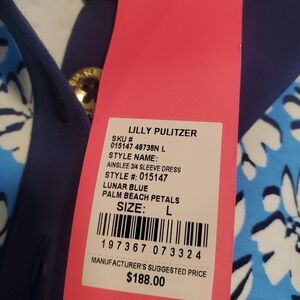 LILLY PULITZER
SKU #
015147 49738N L
STYLE NAME:
AINSLEE 3/4 SLEEVE DRESS
STYLE #: 015147
LUNAR BLUE
PALM BEACH PETALS
SIZE: L
197367 073324
MANUFACTURER'S SUGGESTED PRICE
$188.00